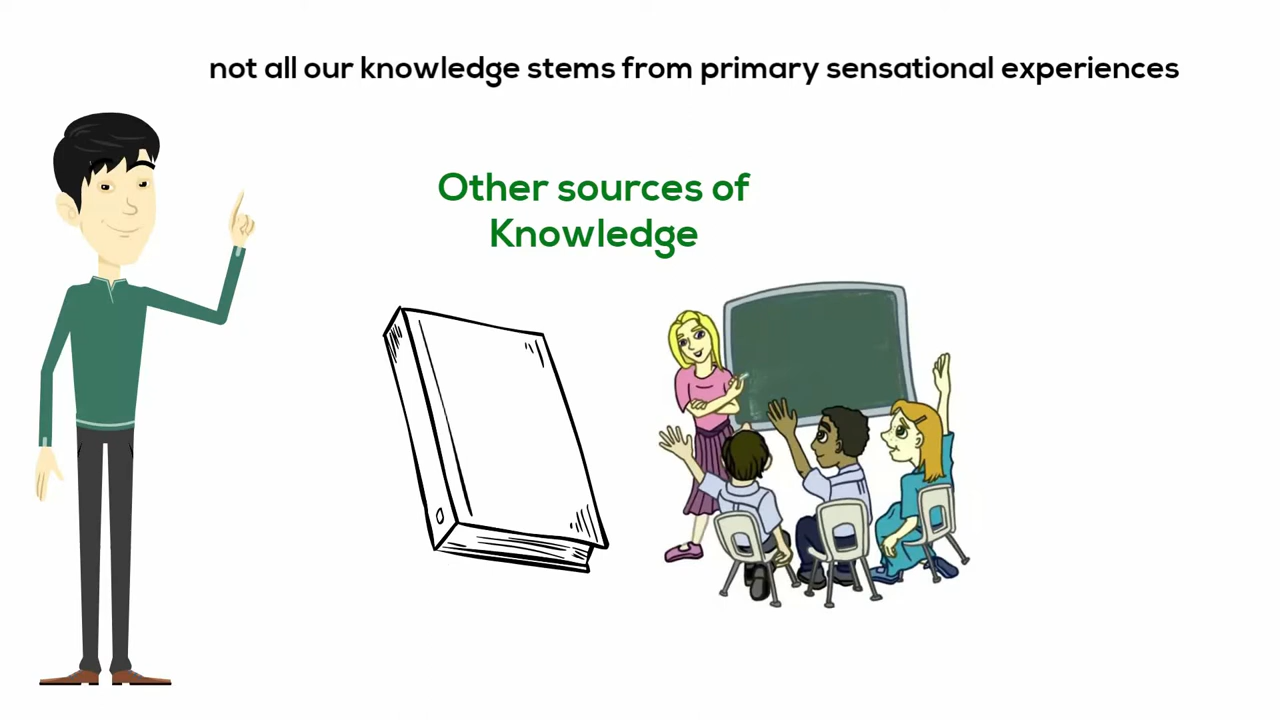 not all our knowledge stems from primary sensational experiences
Other sources of
Knowledge